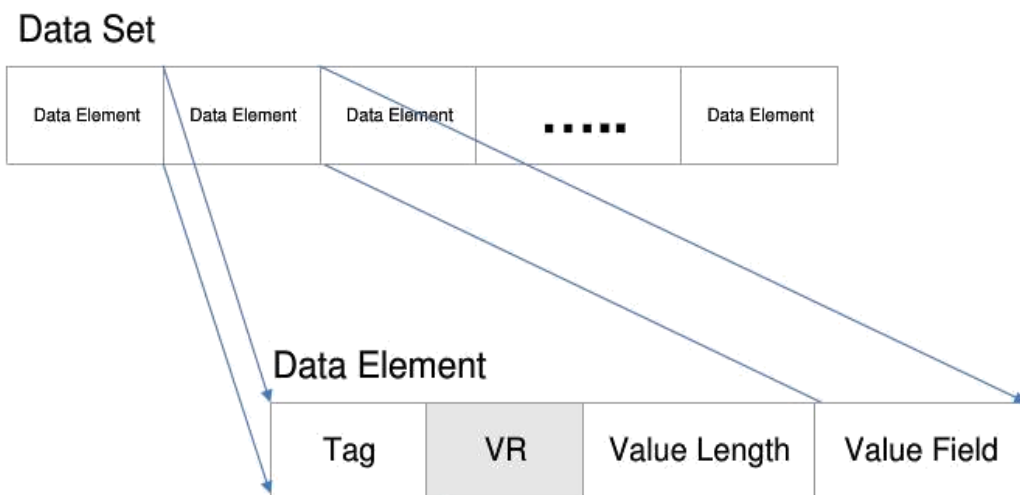 Data Set
Data Element Data Element Data Element ..... Data Element
Data Element
Tag VR Value Length Value Field